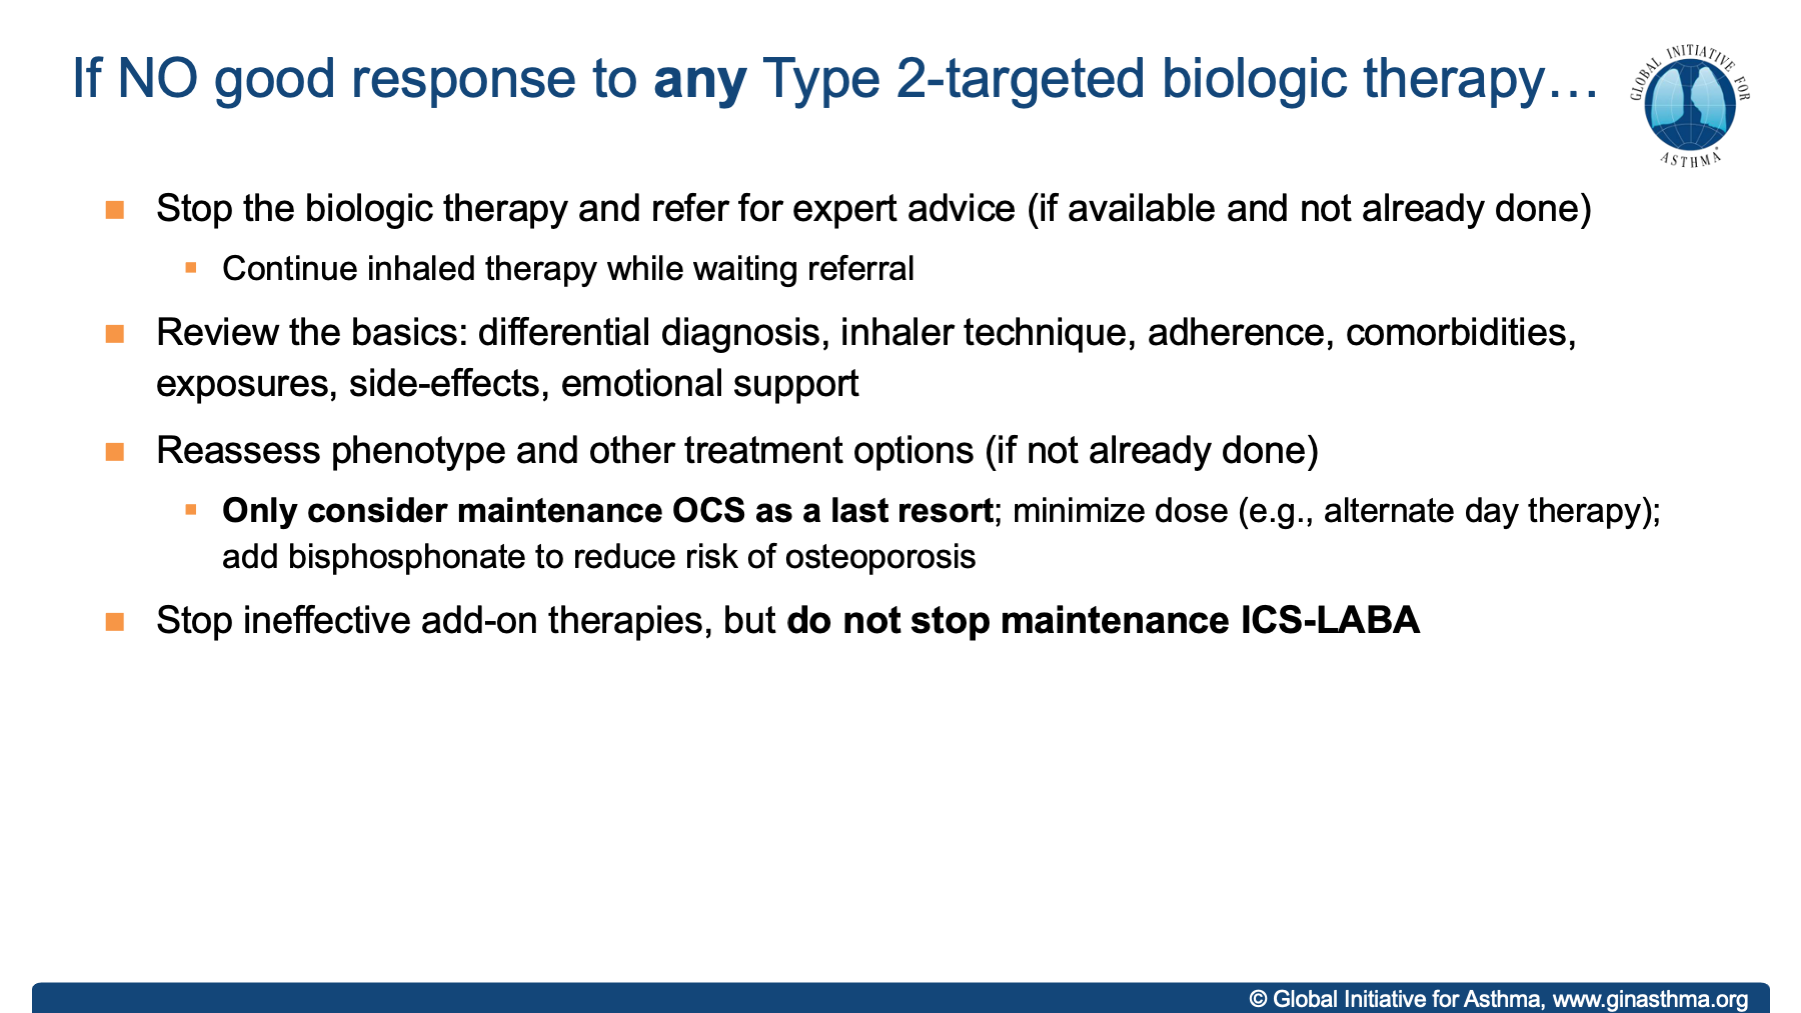 If NO good response to any Type 2-targeted biologic therapy…
GLOBAL INITIATIVE FOR
ASTHMA
Stop the biologic therapy and refer for expert advice (if available and not already done)
Continue inhaled therapy while waiting referral
Review the basics: differential diagnosis, inhaler technique, adherence, comorbidities,
exposures, side-effects, emotional support
Reassess phenotype and other treatment options (if not already done)
Only consider maintenance OCS as a last resort; minimize dose (e.g., alternate day therapy);
add bisphosphonate to reduce risk of osteoporosis
Stop ineffective add-on therapies, but do not stop maintenance ICS-LABA
© Global Initiative for Asthma, www.ginasthma.org